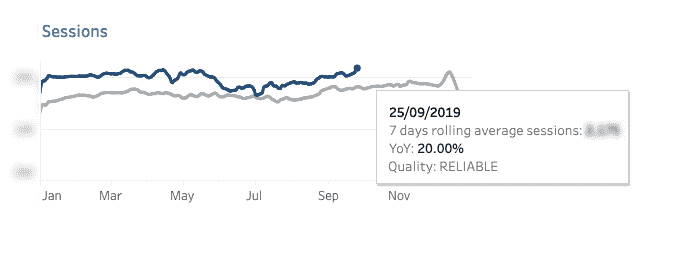 Sessions
25/09/2019
7 days rolling average sessions:
YoY: 20.00%
Quality: RELIABLE
Jan Mar May Jul Sep Nov